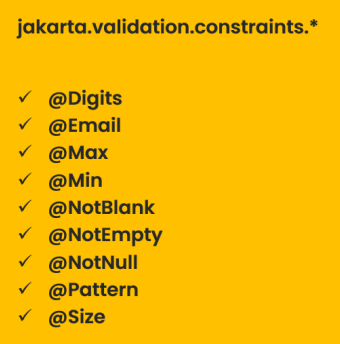 jakarta.validation.constraints.*
✓ @Digits
✓ @Email
✓ @Max
✓ @Min
✓ @NotBlank
✓ @NotEmpty
✓ @NotNull
✓ @Pattern
✓ @Size